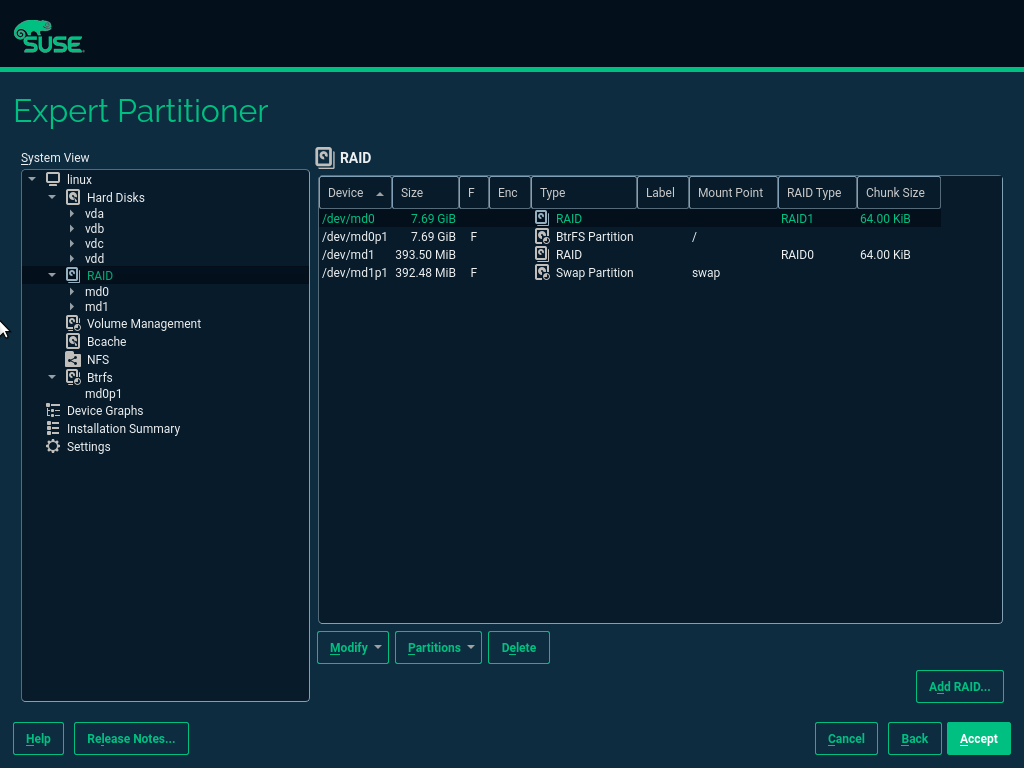 SUSE
Expert Partitioner
System View
linux
Hard Disks
vda
vdb
vdc
vdd
RAID
md0
md1
Volume Management
Bcache
NFS
Btrfs
md0p1
Device Graphs
Installation Summary
Settings
RAID
Device Size F Enc Type Label Mount Point RAID Type Chunk Size
/dev/md0 7.69 GiB RAID RAID1 64.00 KiB
/dev/md0p1 7.69 GiB F BtrFS Partition /
/dev/md1 393.50 MiB RAID RAID0 64.00 KiB
/dev/md1p1 392.48 MiB F Swap Partition swap
Modify Partitions Delete
Add RAID...
Help Release Notes... Cancel Back Accept